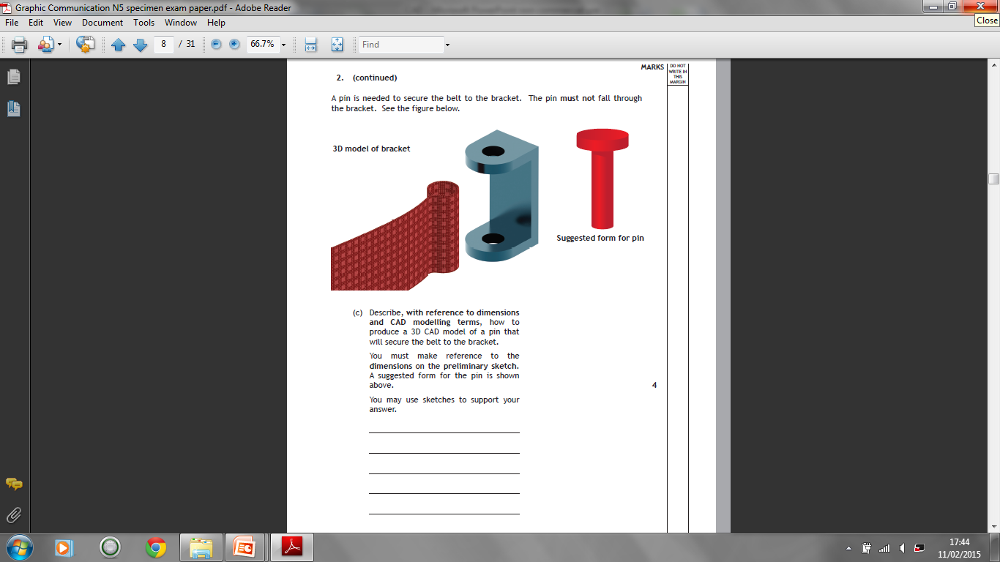 Graphic Communication N5 specimen exam paper.pdf - Adobe Reader
Close
File Edit View Document Tools Window Help
8 / 31 66.7% Find
MARKS
DO NOT
WRITE IN
THIS
MARGIN
2. (continued)
A pin is needed to secure the belt to the bracket. The pin must not fall through
the bracket. See the figure below.
3D model of bracket
Suggested form for pin
(c) Describe, with reference to dimensions
and CAD modelling terms, how to
produce a 3D CAD model of a pin that
will secure the belt to the bracket.
You must make reference to the
dimensions on the preliminary sketch.
A suggested form for the pin is shown
above.
4
You may use sketches to support your
answer.
17:44
11/02/2015